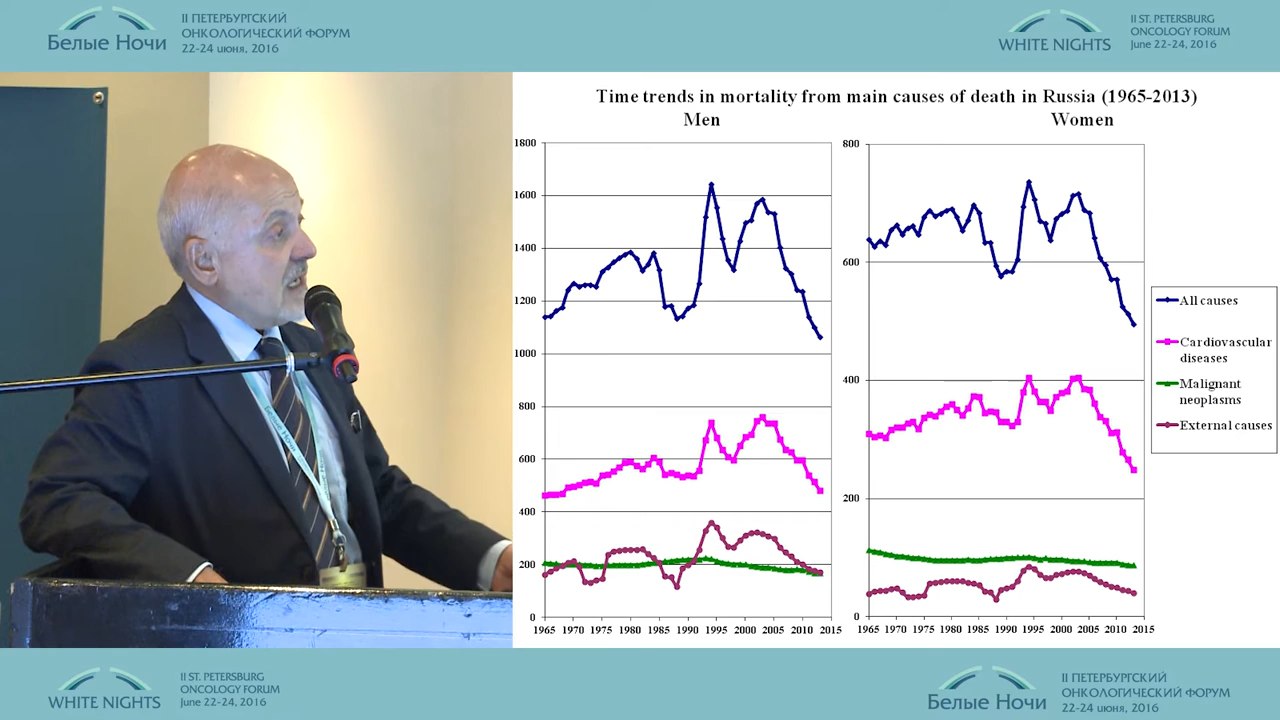 II ПЕТЕРБУРГСКИЙ
ОНКОЛОГИЧЕСКИЙ ФОРУМ
Белые Ночи
22-24 июня, 2016
II ST. PETERSBURG
ONCOLOGY FORUM
WHITE NIGHTS
June 22-24, 2016
Time trends in mortality from main causes of death in Russia (1965-2013)
Men
1800
1600
1400
1200
1000
800
600
400
200
0
1965 1970 1975 1980 1985 1990 1995 2000 2005 2010 2015
Women
800
600
400
200
0
1965 1970 1975 1980 1985 1990 1995 2000 2005 2010 2015
All causes
Cardiovascular
diseases
Malignant
neoplasms
External causes
II ST. PETERSBURG
ONCOLOGY FORUM
WHITE NIGHTS
June 22-24, 2016
II ПЕТЕРБУРГСКИЙ
ОНКОЛОГИЧЕСКИЙ ФОРУМ
Белые Ночи
22-24 июня, 2016